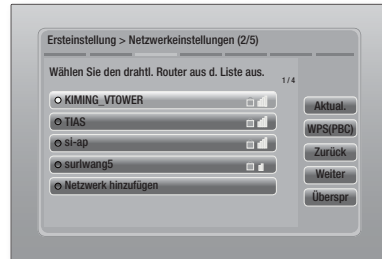 Ersteinstellung > Netzwerkeinstellungen (2/5)
Wählen Sie den drahtl. Router aus d. Liste aus.
1/4
KIMING_VTOWER
TIAS
si-ap
surlwang5
Netzwerk hinzufügen
Aktual.
WPS(PBC)
Zurück
Weiter
Überspr